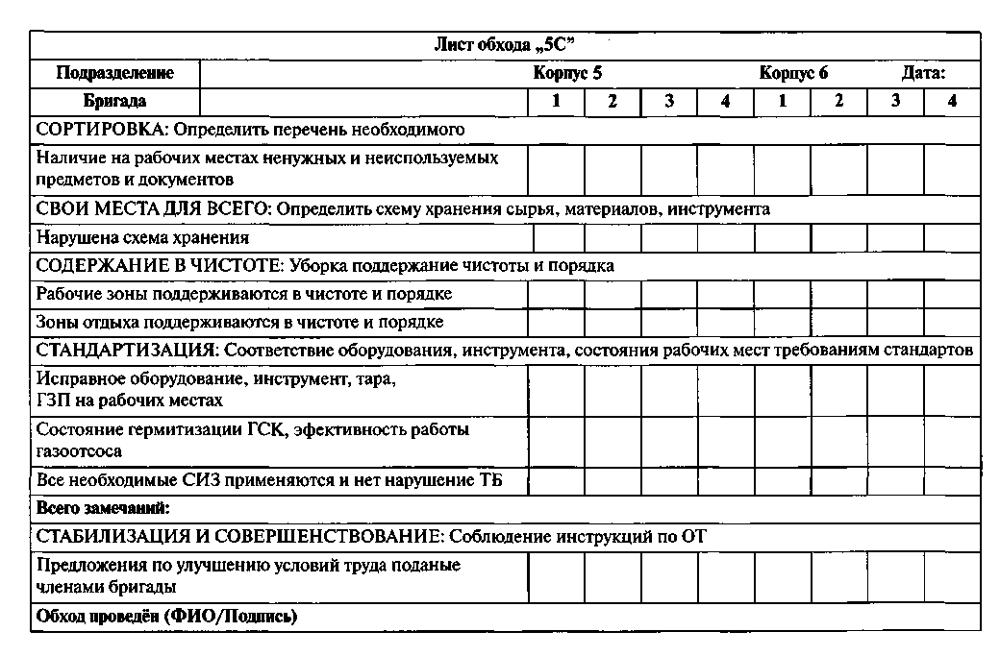 Лист обхода „5С”
Подразделение Корпус 5 Корпус 6 Дата:
Бригада 1 2 3 4 1 2 3 4
СОРТИРОВКА: Определить перечень необходимого
Наличие на рабочих местах ненужных и неиспользуемых
предметов и документов
СВОИ МЕСТА ДЛЯ ВСЕГО: Определить схему хранения сырья, материалов, инструмента
Нарушена схема хранения
СОДЕРЖАНИЕ В ЧИСТОТЕ: Уборка поддержание чистоты и порядка
Рабочие зоны поддерживаются в чистоте и порядке
Зоны отдыха поддерживаются в чистоте и порядке
СТАНДАРТИЗАЦИЯ: Соответствие оборудования, инструмента, состояния рабочих мест требованиям стандартов
Исправное оборудование, инструмент, тара,
ГЗП на рабочих местах
Состояние гермитизации ГСК, эфективность работы
газоотсоса
Все необходимые СИЗ применяются и нет нарушение ТБ
Всего замечаний:
СТАБИЛИЗАЦИЯ И СОВЕРШЕНСТВОВАНИЕ: Соблюдение инструкций по ОТ
Предложения по улучшению условий труда поданые
членами бригады
Обход проведён (ФИО/Подпись)